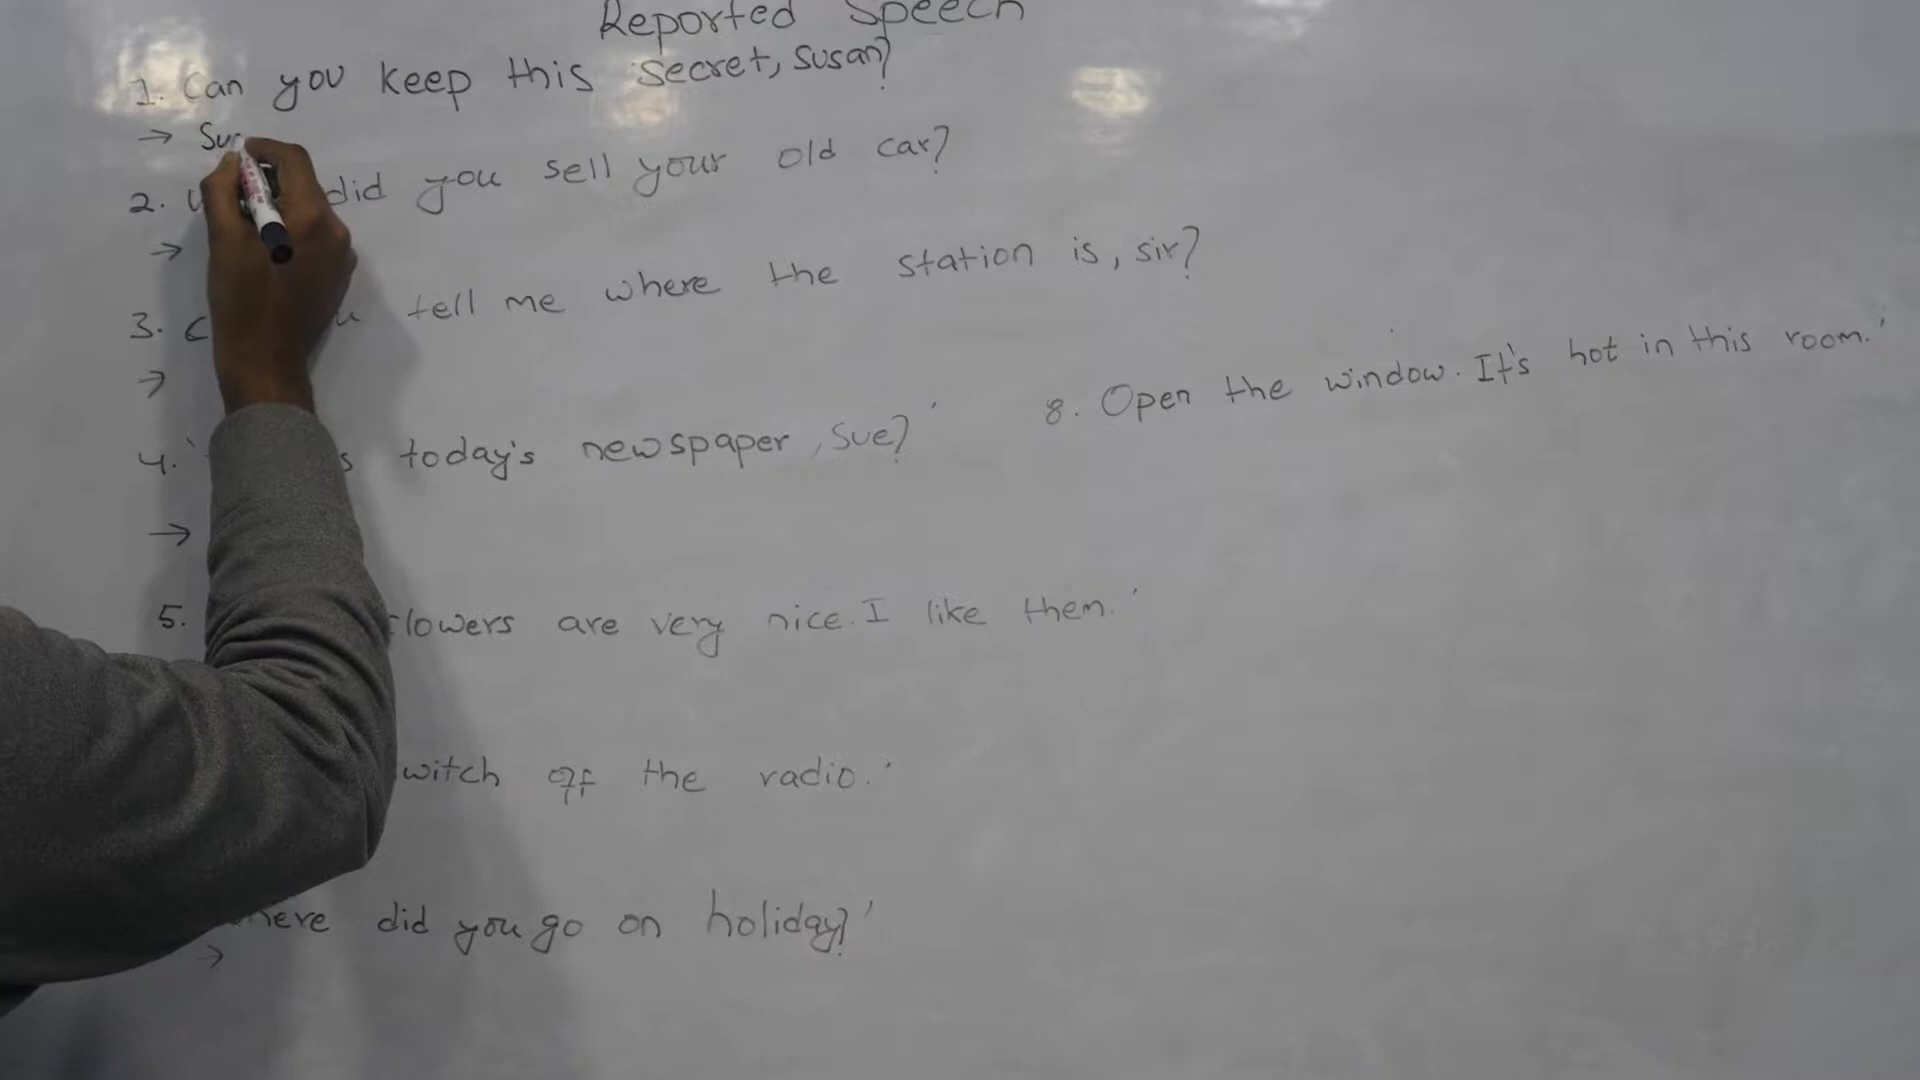 Reported Speech
1. Can you keep this secret, Susan?
→ Su
2. did you sell your old car?
→
3. tell me where the station is, sir?
→
4. ' today's newspaper, Sue?'
→
8. Open the window. It's hot in this room.'
5. flowers are very nice. I like them.'
switch off the radio.'
here did you go on holiday?'
→